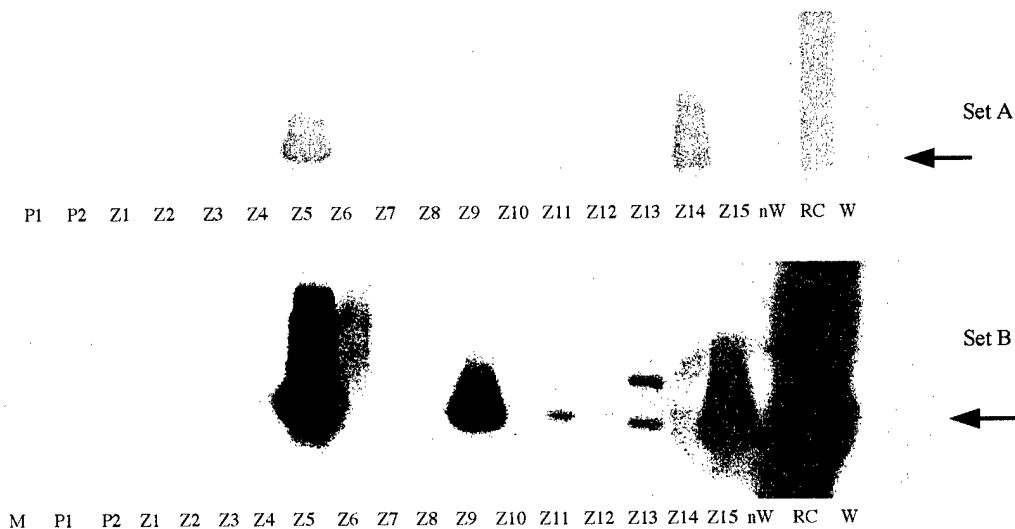 Set A
P1 P2 Z1 Z2 Z3 Z4 Z5 Z6 Z7 Z8 Z9 Z10 Z11 Z12 Z13 Z14 Z15 nW RC W
Set B
M P1 P2 Z1 Z2 Z3 Z4 Z5 Z6 Z7 Z8 Z9 Z10 Z11 Z12 Z13 Z14 Z15 nW RC W